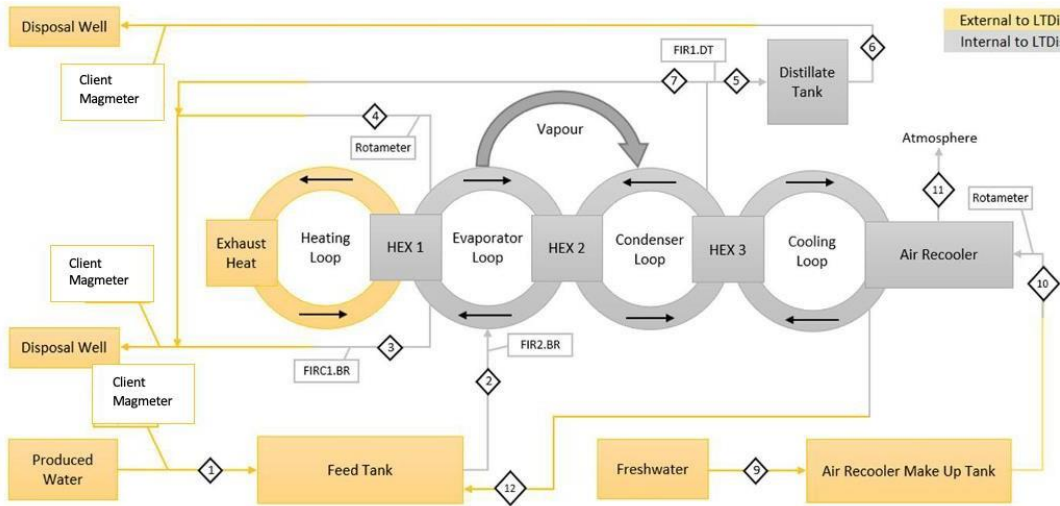 Disposal Well
6
External to LTDi
Internal to LTDi
FIR1.DT
Client
Magmeter
7
5
Distillate
Tank
4
Vapour
Rotameter
Atmosphere
11
Rotameter
Exhaust
Heat
Heating
Loop
HEX 1
Evaporator
Loop
HEX 2
Condenser
Loop
HEX 3
Cooling
Loop
Air Recooler
10
Client
Magmeter
Disposal Well
3
FIRC1.BR
FIR2.BR
2
Client
Magmeter
Produced
Water
1
Feed Tank
12
Freshwater
9
Air Recooler Make Up Tank